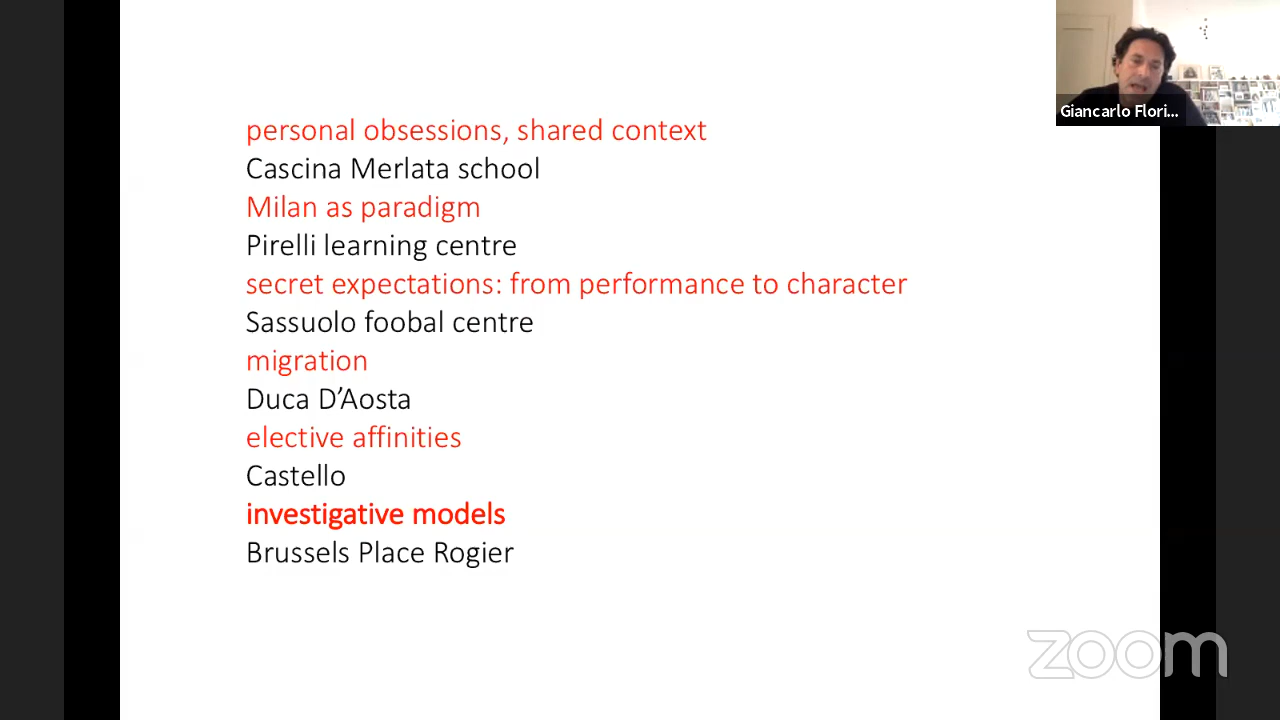 personal obsessions, shared context
Cascina Merlata school
Milan as paradigm
Pirelli learning centre
secret expectations: from performance to character
Sassuolo foobal centre
migration
Duca D’Aosta
elective affinities
Castello
investigative models
Brussels Place Rogier
Giancarlo Flori...
zoom